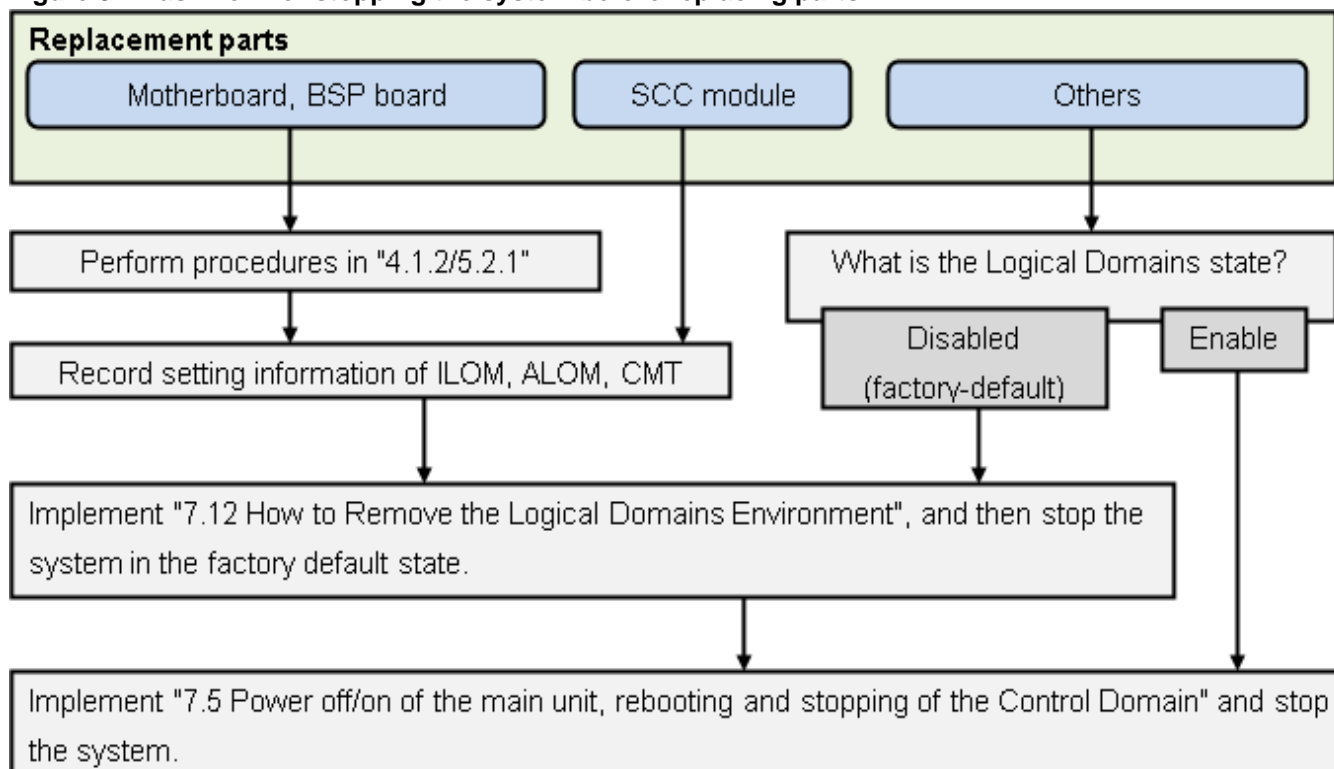 Replacement parts
Motherboard, BSP board
SCC module
Others
Perform procedures in "4.1.2/5.2.1"
What is the Logical Domains state?
Disabled
(factory-default)
Enable
Record setting information of ILOM, ALOM, CMT
Implement "7.12 How to Remove the Logical Domains Environment", and then stop the
system in the factory default state.
Implement "7.5 Power off/on of the main unit, rebooting and stopping of the Control Domain" and stop
the system.